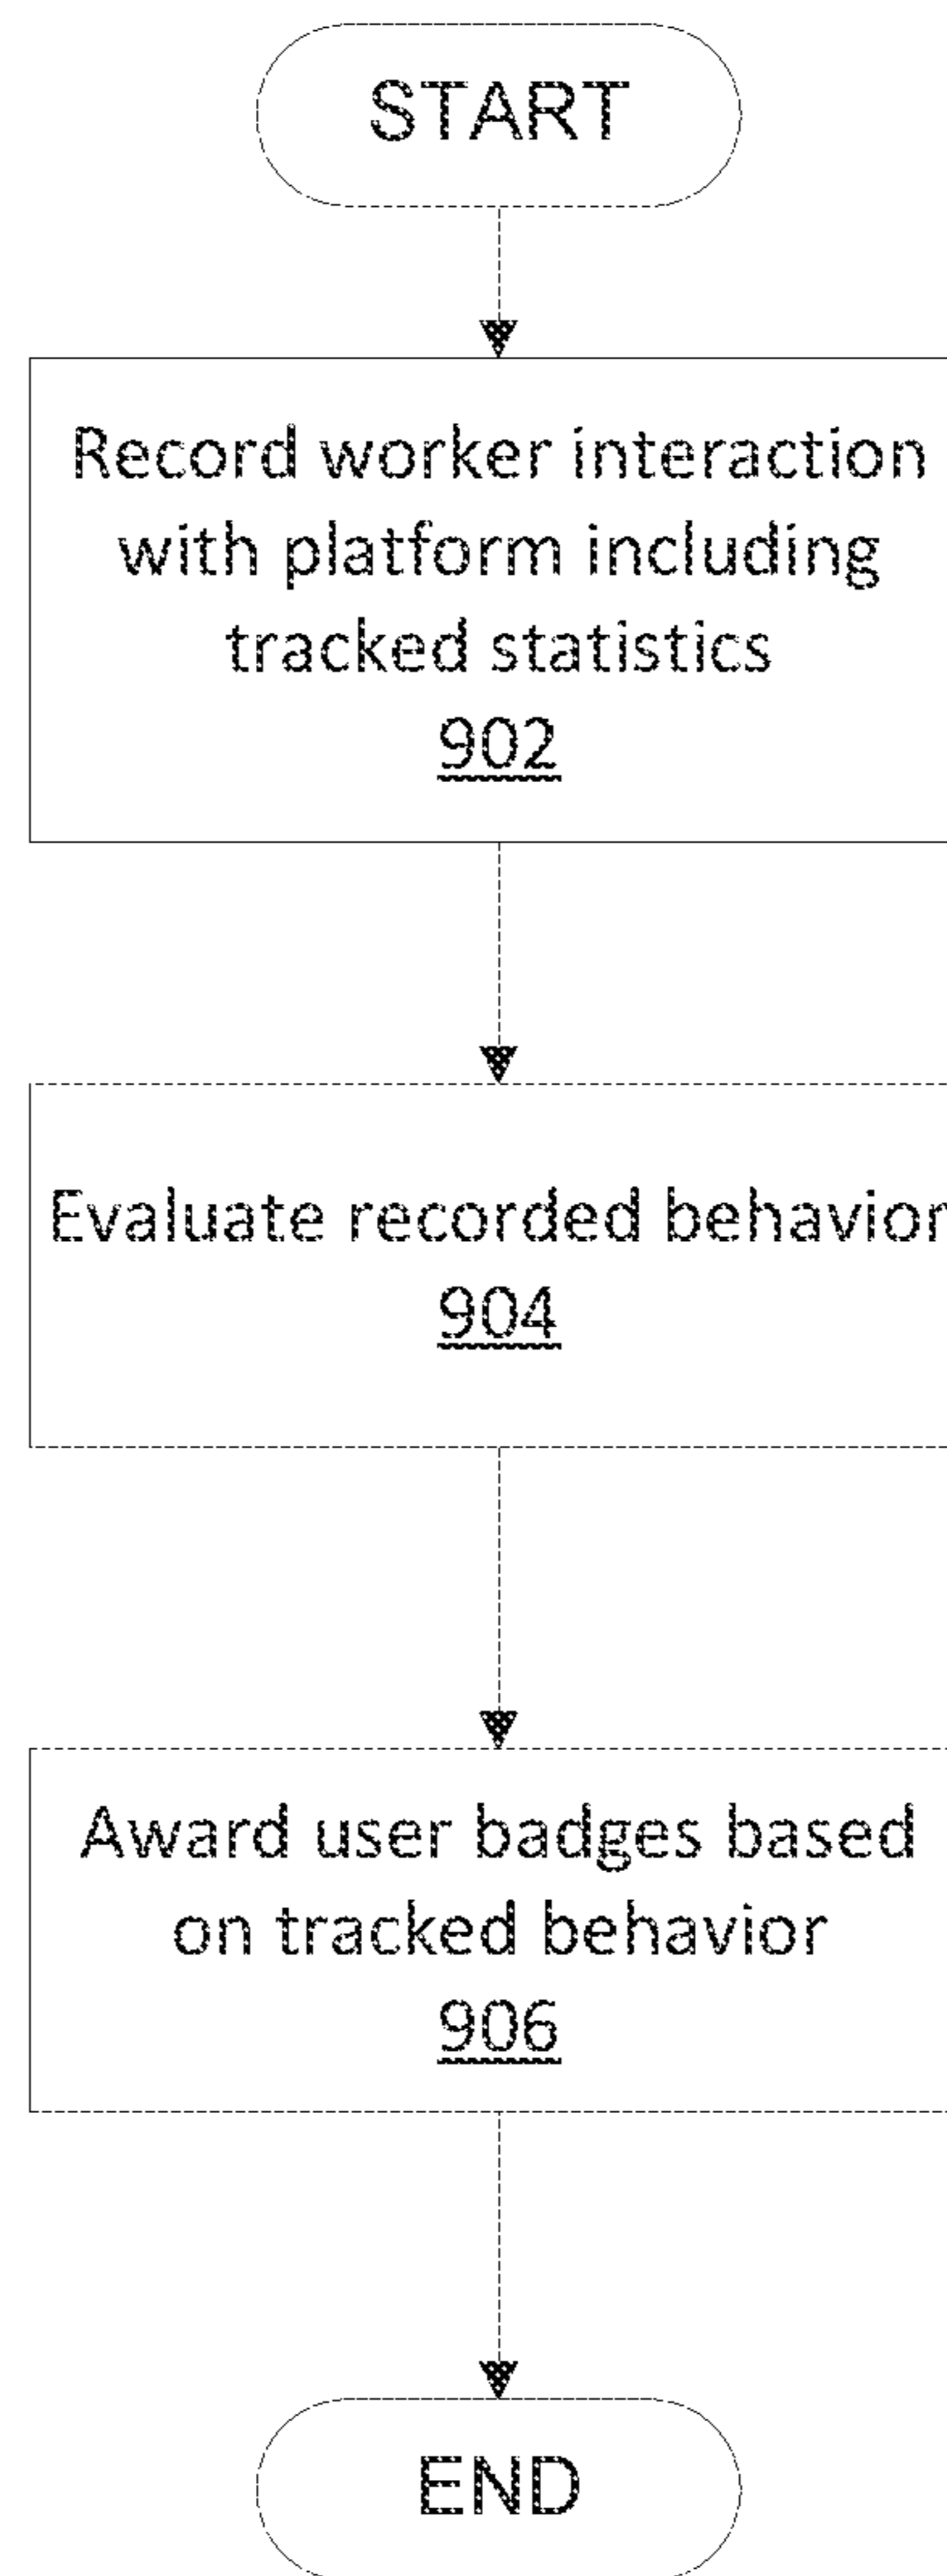 START
Record worker interaction
with platform including
tracked statistics
902
Evaluate recorded behavior
904
Award user badges based
on tracked behavior
906
END